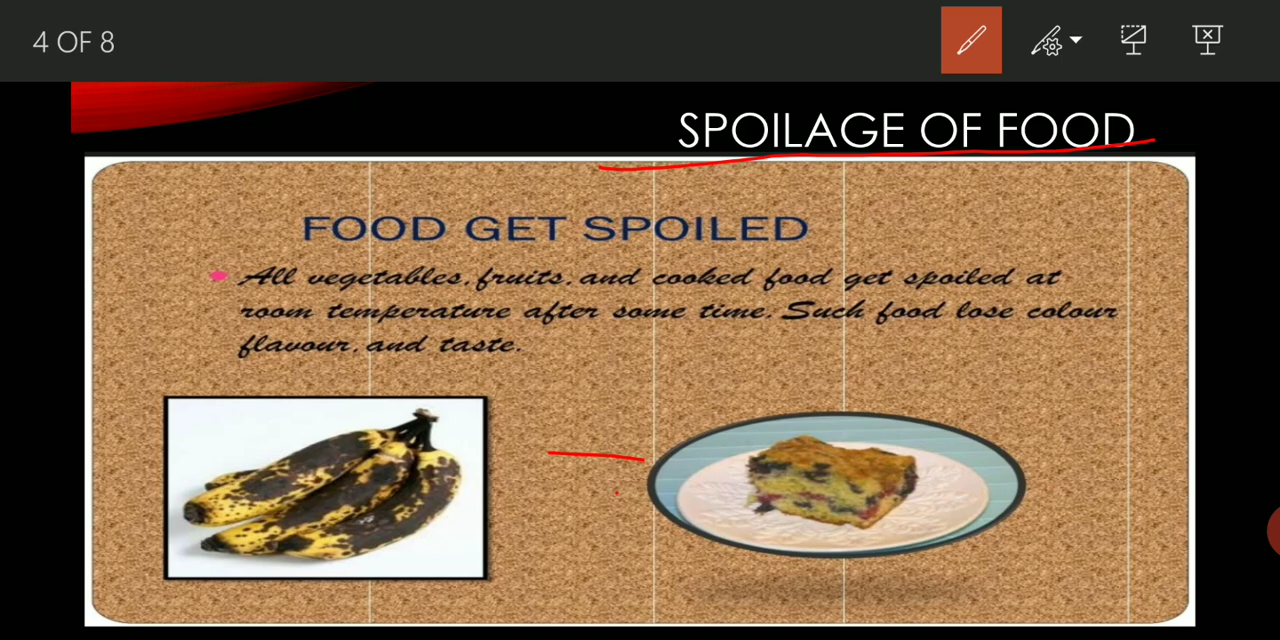 4 OF 8
SPOILAGE OF FOOD
FOOD GET SPOILED
All vegetables, fruits, and cooked food get spoiled at
room temperature after some time. Such food lose colour
flavour, and taste.